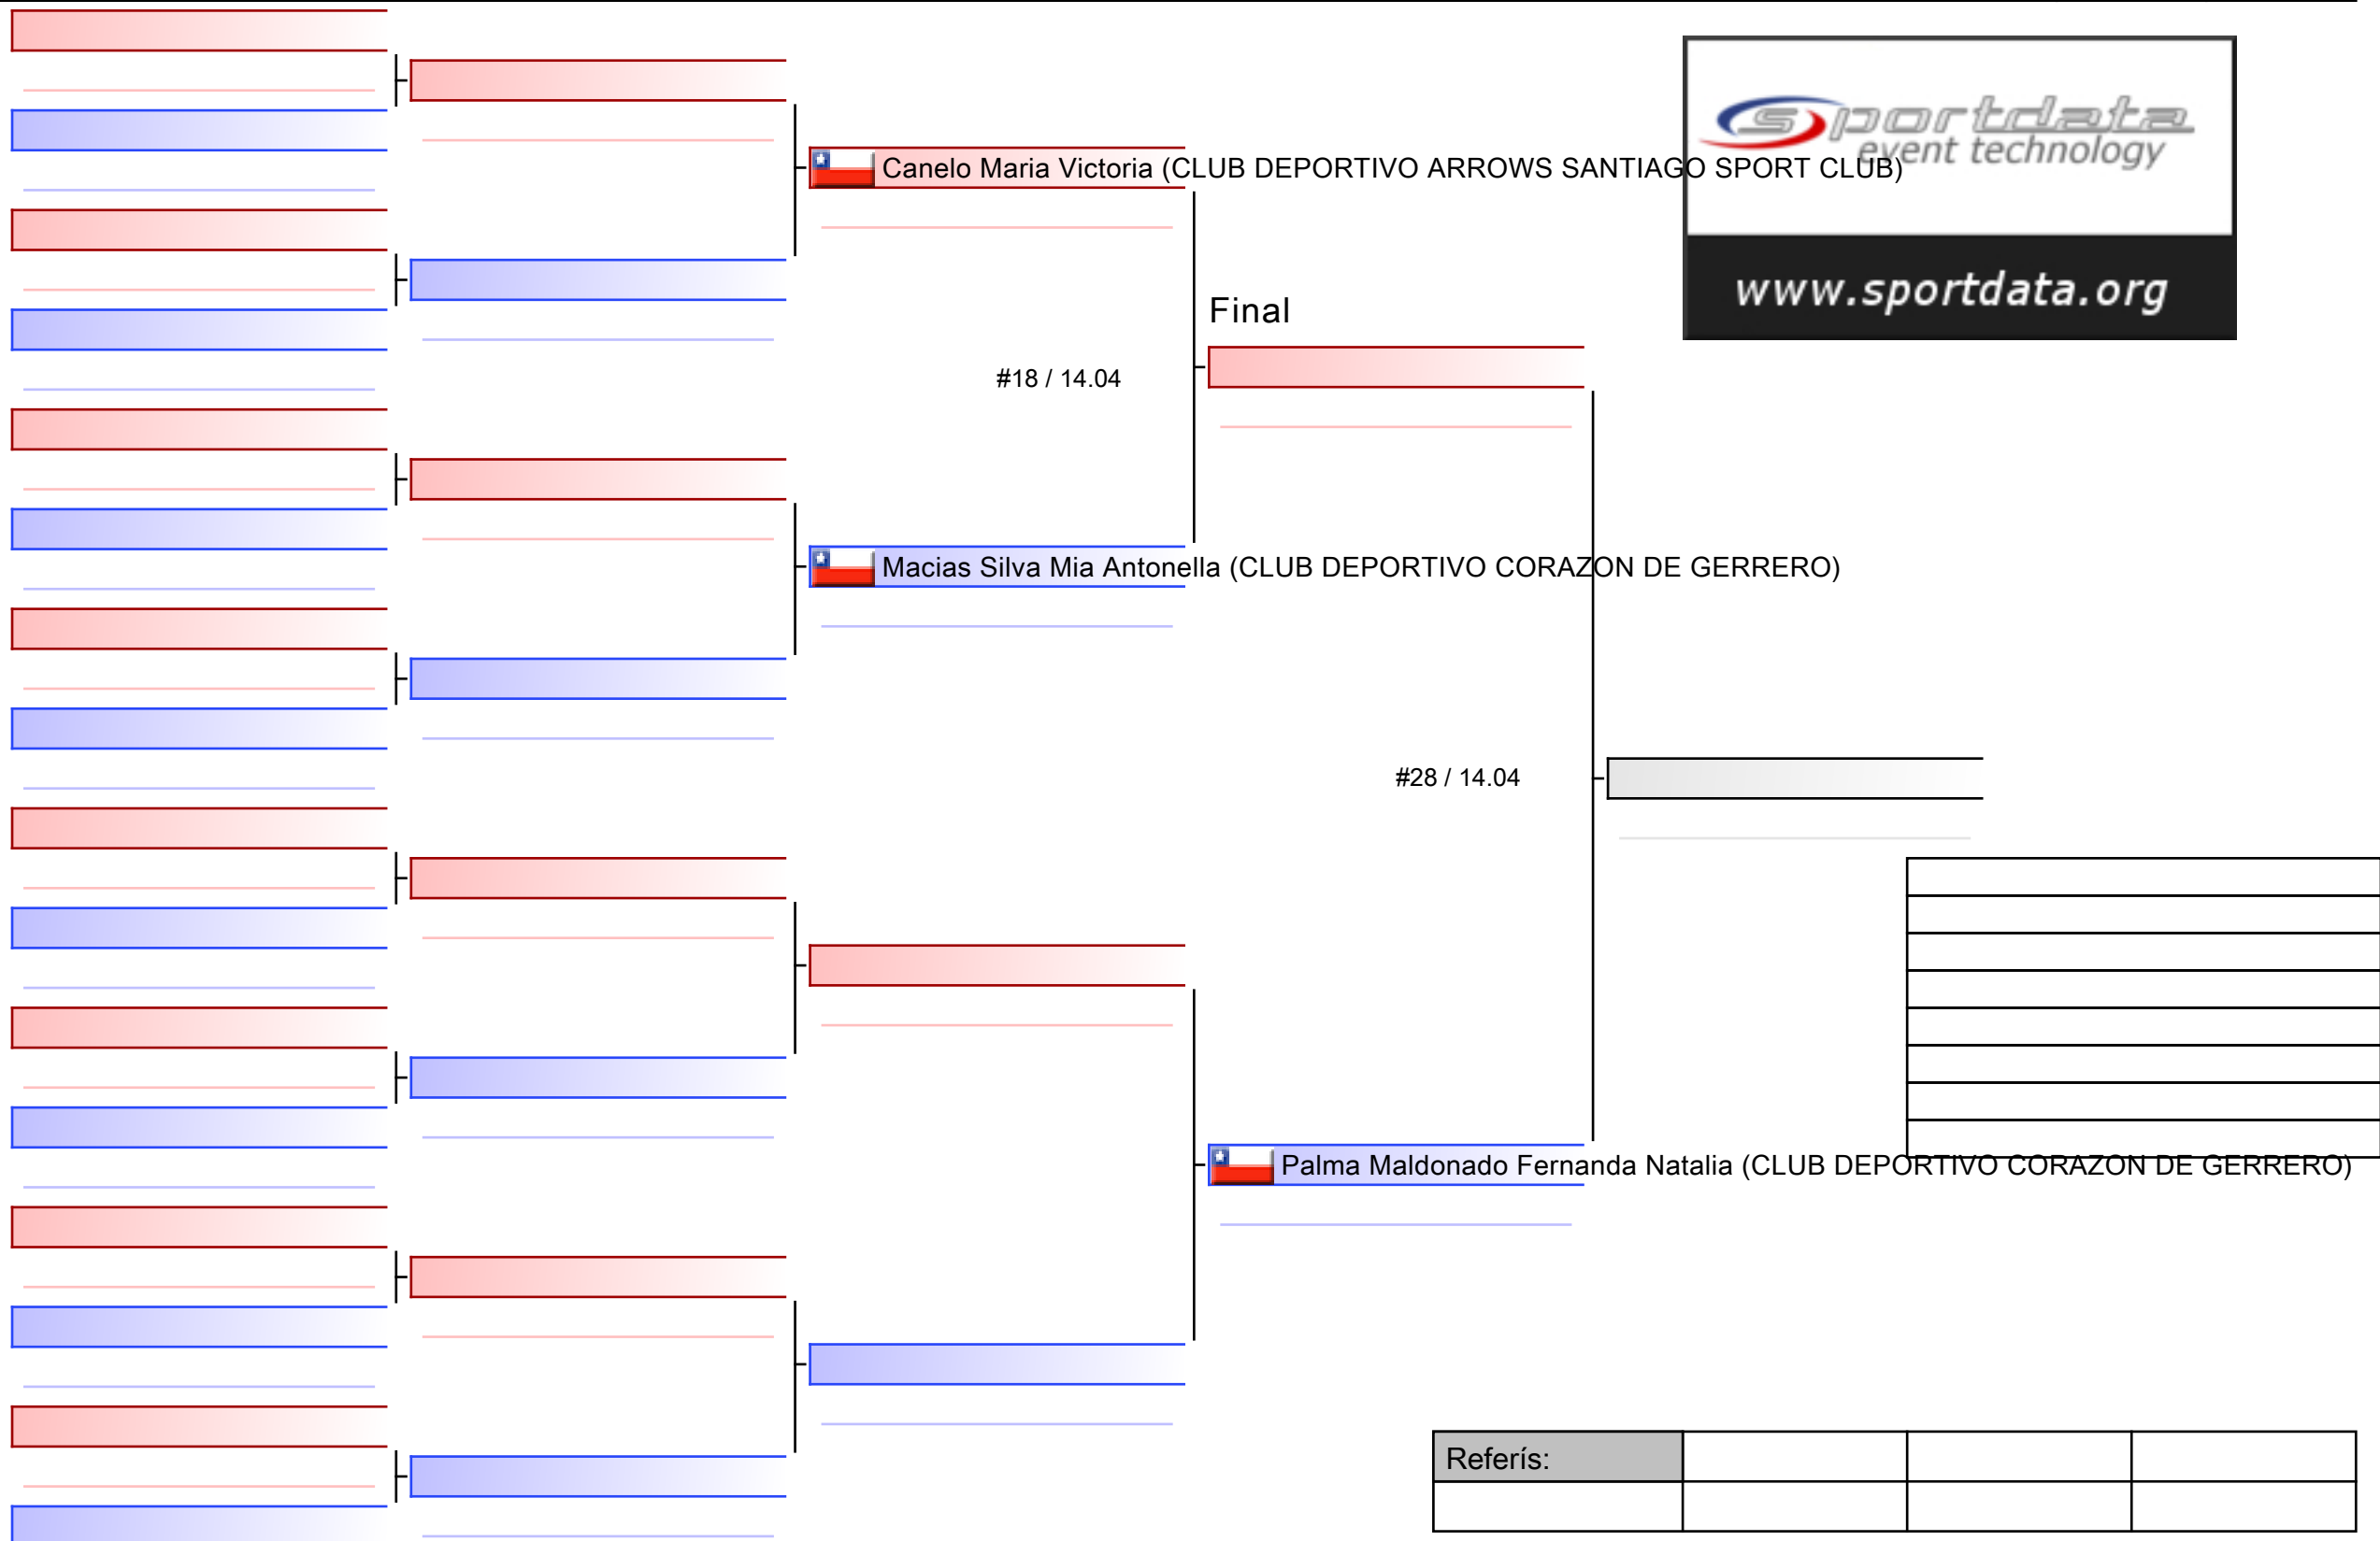 sportdata
event technology
www.sportdata.org
Canelo Maria Victoria (CLUB DEPORTIVO ARROWS SANTIAGO SPORT CLUB)
Final
#18 / 14.04
Macias Silva Mia Antonella (CLUB DEPORTIVO CORAZON DE GERRERO)
#28 / 14.04
Palma Maldonado Fernanda Natalia (CLUB DEPORTIVO CORAZON DE GERRERO)
Referís: